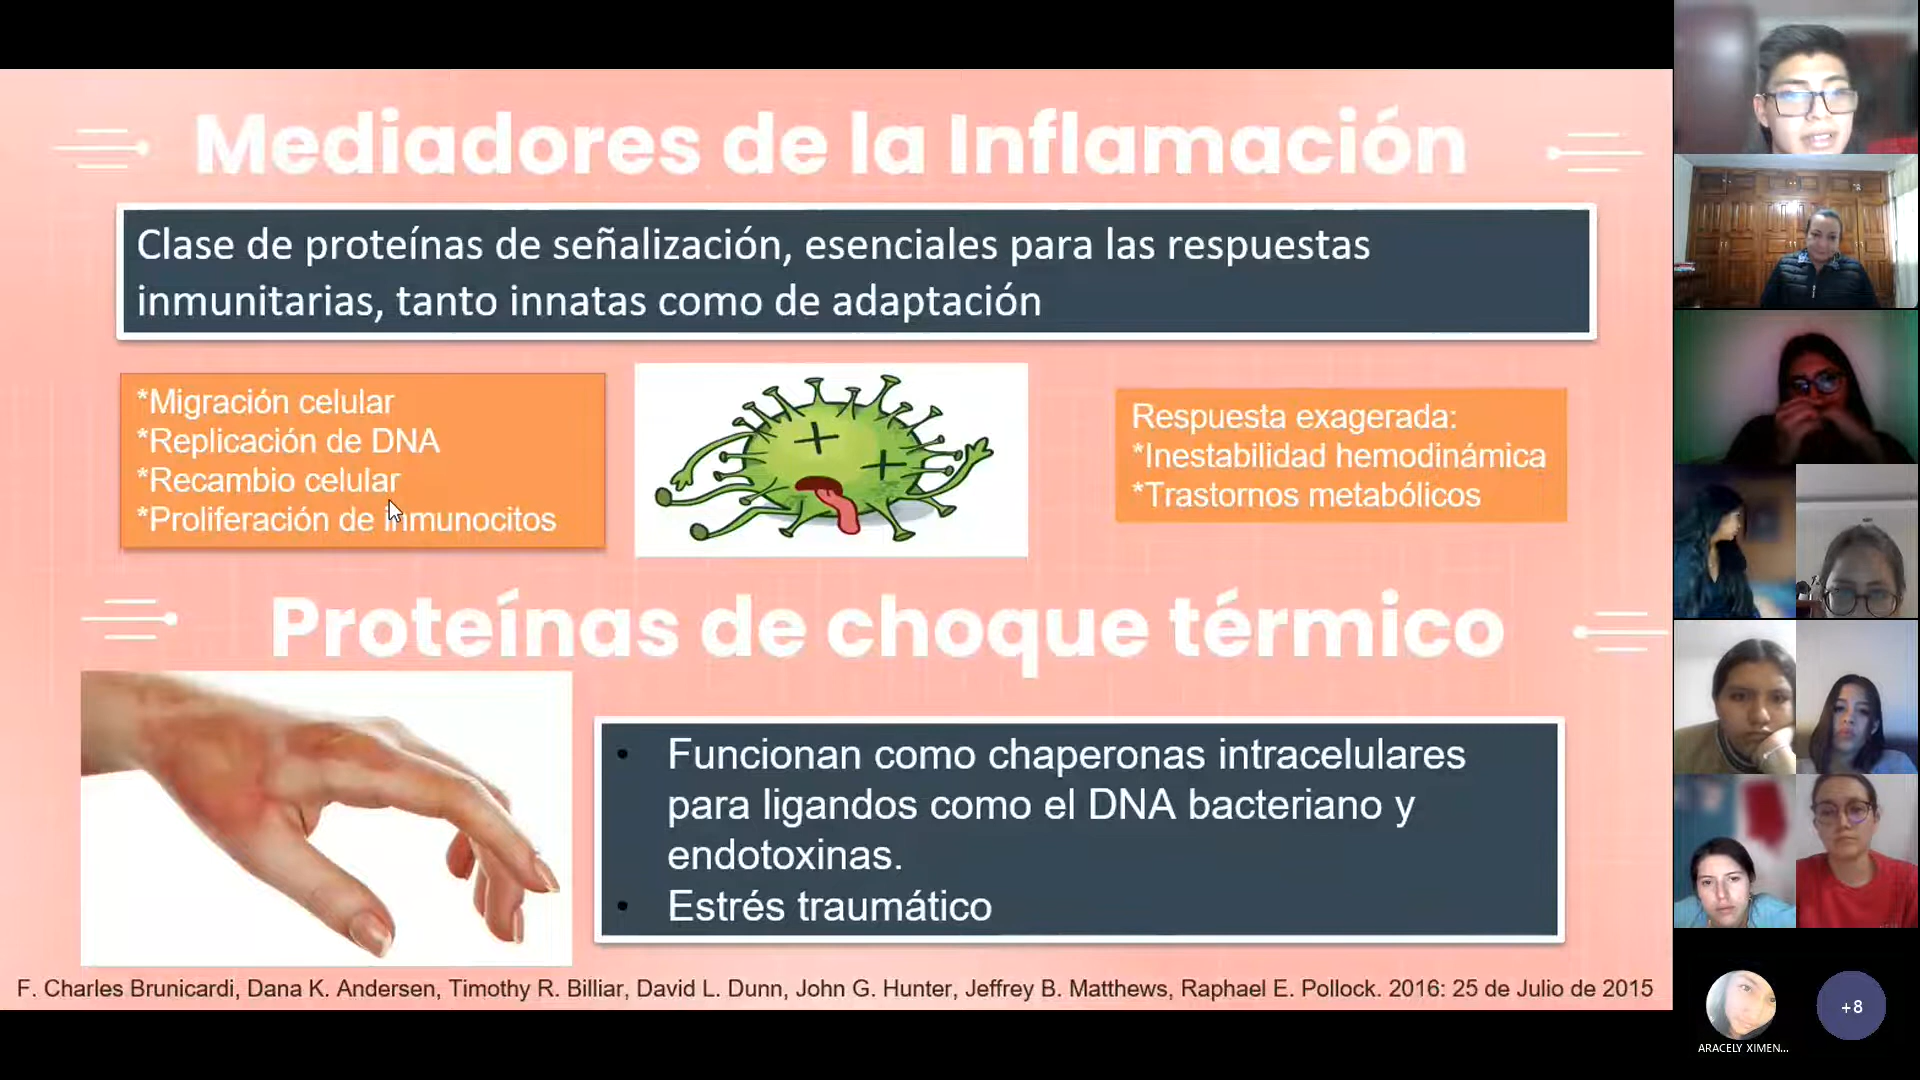 Mediadores de la Inflamación
Clase de proteínas de señalización, esenciales para las respuestas
inmunitarias, tanto innatas como de adaptación
*Migración celular
*Replicación de DNA
*Recambio celular
*Proliferación de inmunocitos
Respuesta exagerada:
*Inestabilidad hemodinámica
*Trastornos metabólicos
Proteínas de choque térmico
• Funcionan como chaperonas intracelulares
para ligandos como el DNA bacteriano y
endotoxinas.
• Estrés traumático
F. Charles Brunicardi, Dana K. Andersen, Timothy R. Billiar, David L. Dunn, John G. Hunter, Jeffrey B. Matthews, Raphael E. Pollock. 2016: 25 de Julio de 2015
ARACELY XIMEN...
+8